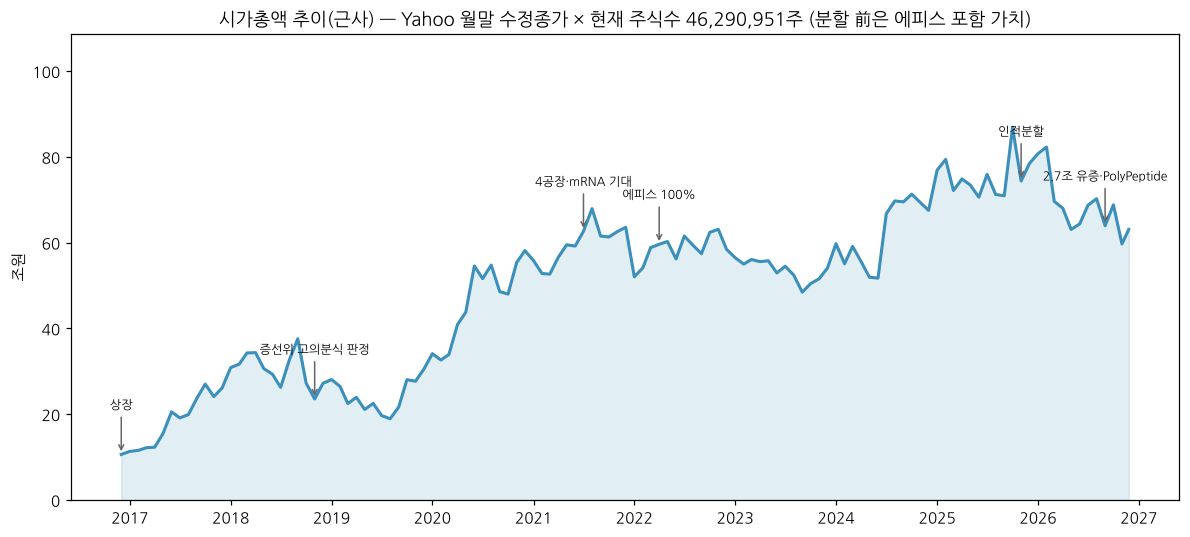 시가총액 추이(근사) — Yahoo 월말 수정종가 × 현재 주식수 46,290,951주 (분할 前은 에피스 포함 가치)
조원
100
80
60
40
20
0
상장
증선위 고의분식 판정
4공장·mRNA 기대
에피스 100%
인적분할
2.7조 유증·PolyPeptide
2017
2018
2019
2020
2021
2022
2023
2024
2025
2026
2027